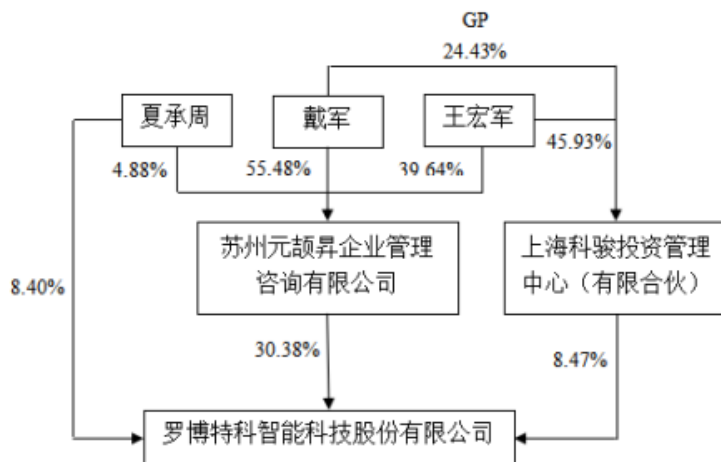 GP
24.43%
夏承周
戴军
王宏军
4.88%
55.48%
39.64%
45.93%
苏州元颉昇企业管理
咨询有限公司
上海科骏投资管理
中心（有限合伙）
8.40%
30.38%
8.47%
罗博特科智能科技股份有限公司